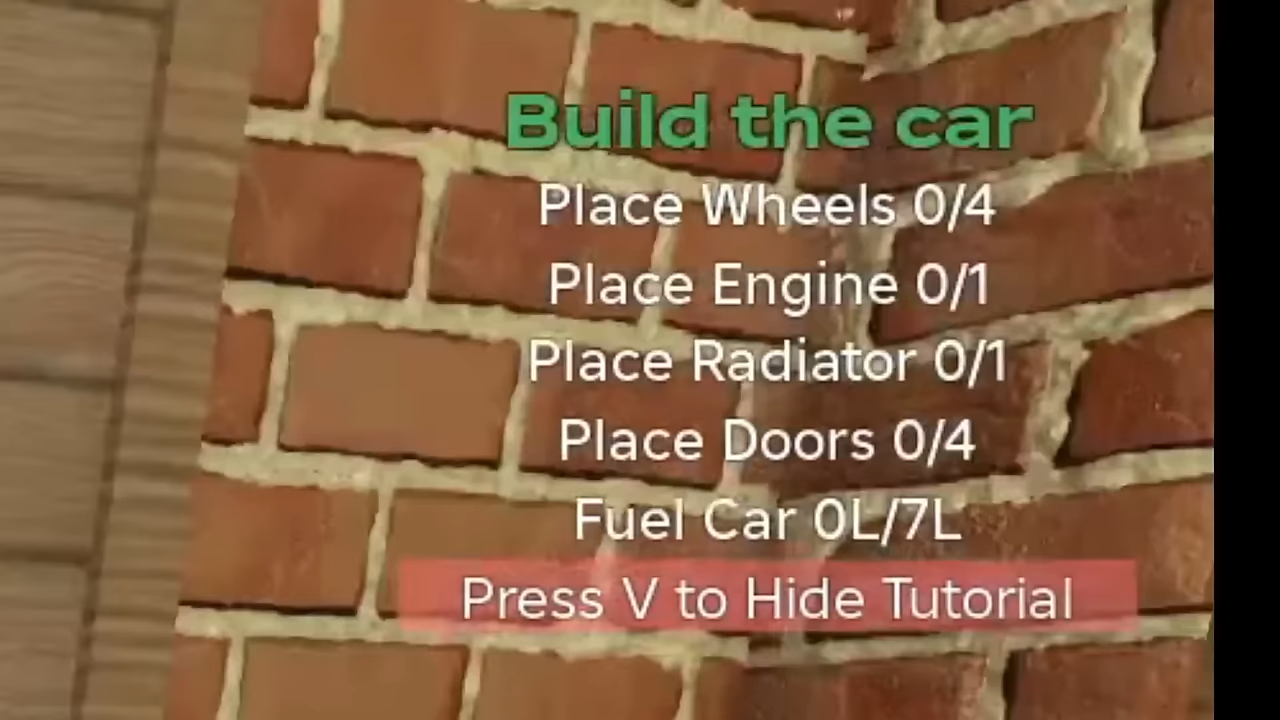 Build the car
Place Wheels 0/4
Place Engine 0/1
Place Radiator 0/1
Place Doors 0/4
Fuel Car 0L/7L
Press V to Hide Tutorial